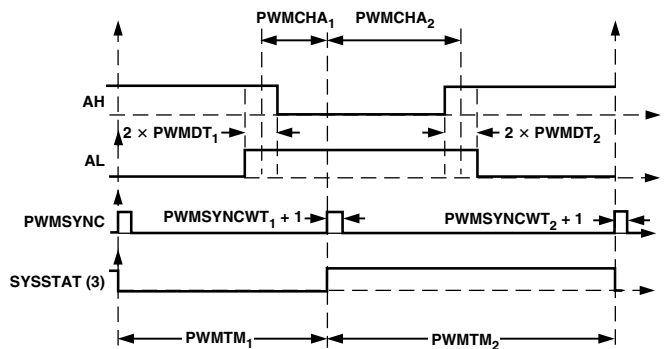 PWMCHA₁ PWMCHA₂
AH
2 × PWMDT₁ 2 × PWMDT₂
AL
PWMSYNC PWMSYNCWT₁ + 1 PWMSYNCWT₂ + 1
SYSSTAT (3)
PWMTM₁ PWMTM₂